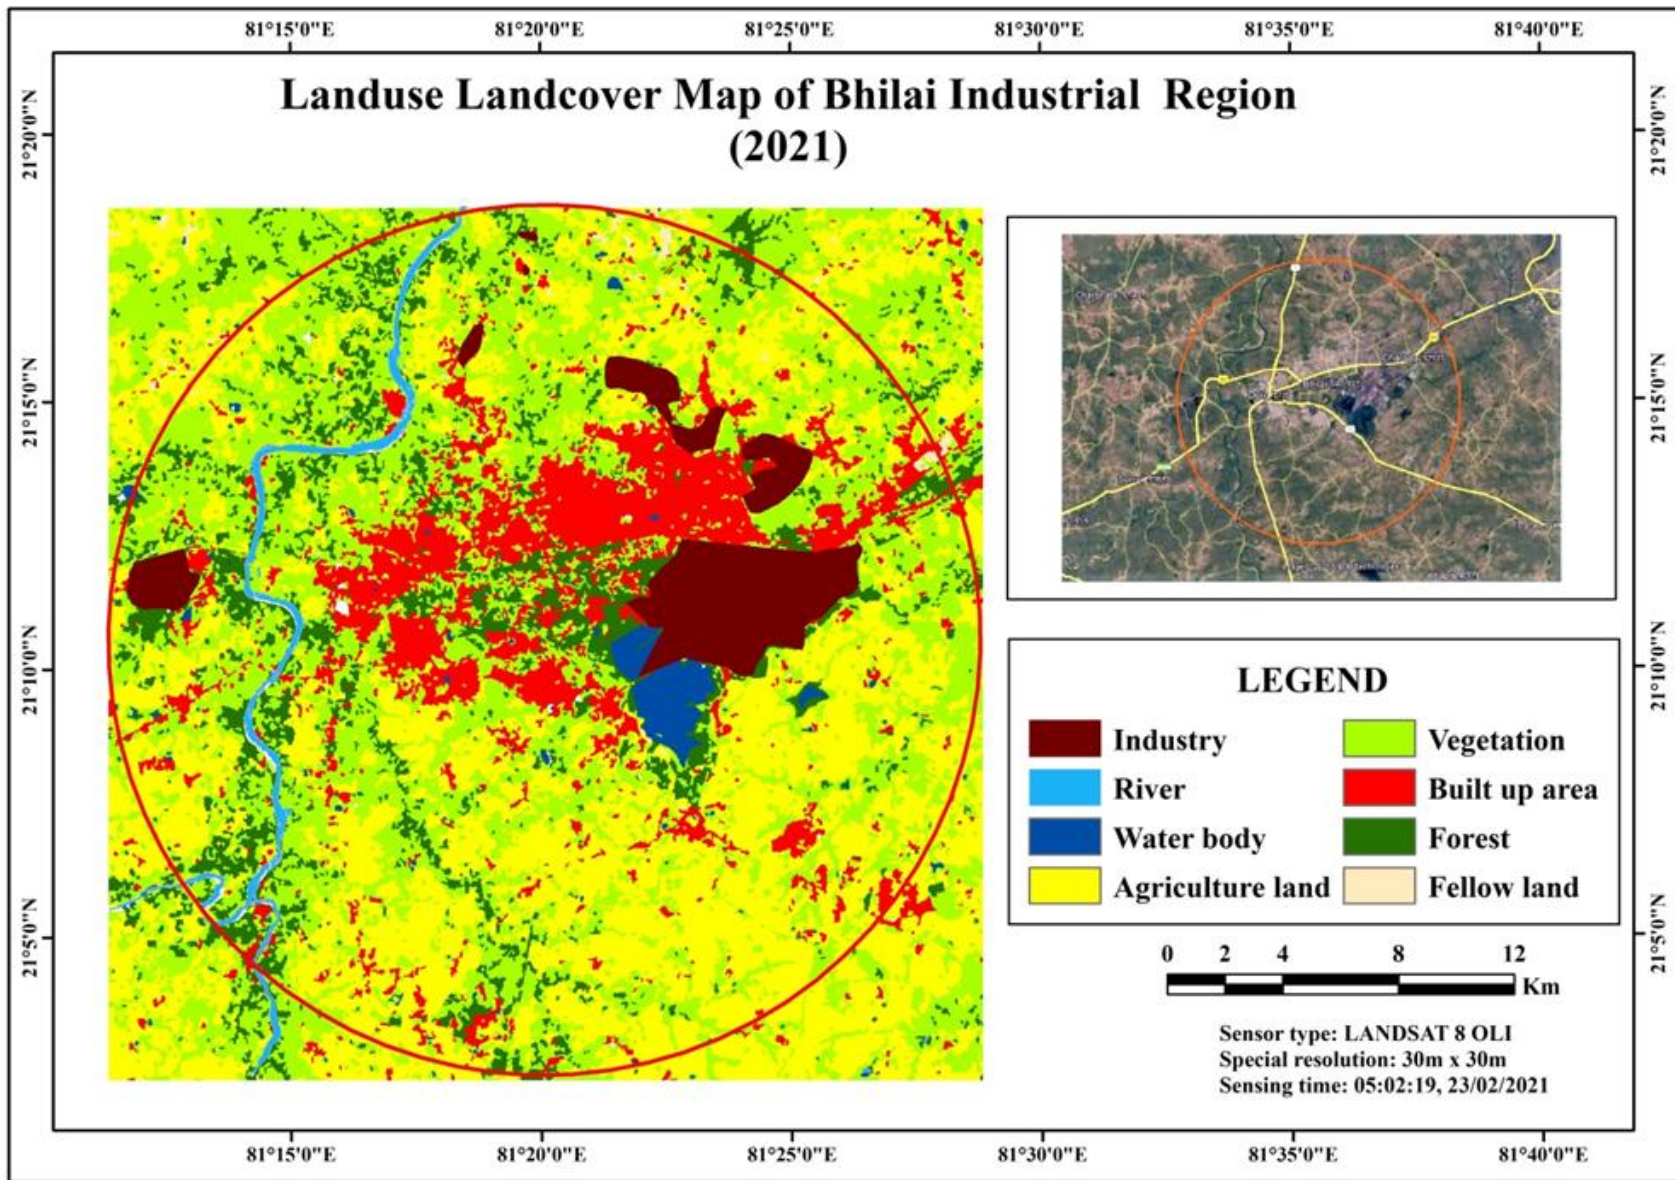 81°15'0"E 81°20'0"E 81°25'0"E 81°30'0"E 81°35'0"E 81°40'0"E
Landuse Landcover Map of Bhilai Industrial Region
(2021)
21°20'0"N 21°20'0"N
21°15'0"N 21°15'0"N
21°10'0"N 21°10'0"N
21°5'0"N 21°5'0"N
LEGEND
Industry Vegetation
River Built up area
Water body Forest
Agriculture land Fellow land
0 2 4 8 12
Km
Sensor type: LANDSAT 8 OLI
Special resolution: 30m x 30m
Sensing time: 05:02:19, 23/02/2021
81°15'0"E 81°20'0"E 81°25'0"E 81°30'0"E 81°35'0"E 81°40'0"E